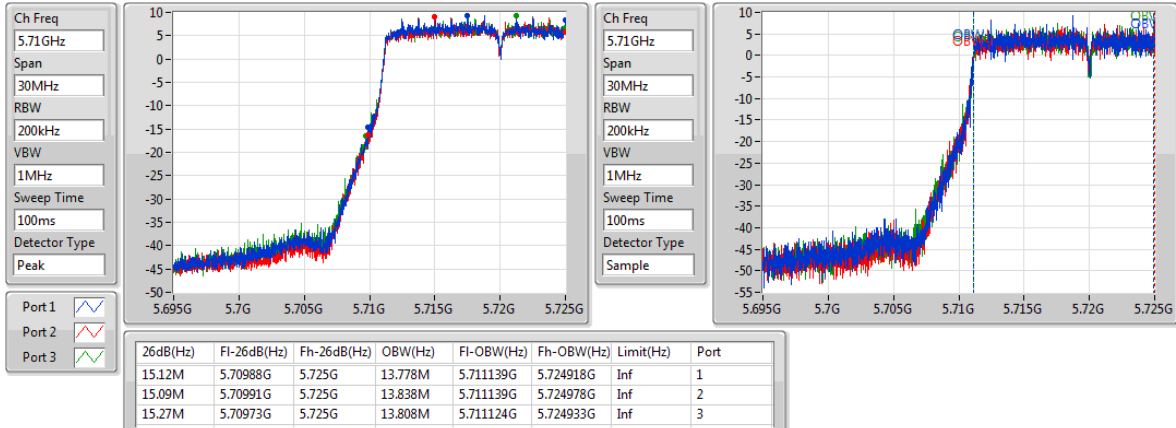 Ch Freq
5.71GHz
Span
30MHz
RBW
200kHz
VBW
1MHz
Sweep Time
100ms
Detector Type
Peak
Port 1
Port 2
Port 3
10
5
0
-5
-10
-15
-20
-25
-30
-35
-40
-45
-50
5.695G 5.7G 5.705G 5.71G 5.715G 5.72G 5.725G
Ch Freq
5.71GHz
Span
30MHz
RBW
200kHz
VBW
1MHz
Sweep Time
100ms
Detector Type
Sample
10
5
0
-5
-10
-15
-20
-25
-30
-35
-40
-45
-50
-55
5.695G 5.7G 5.705G 5.71G 5.715G 5.72G 5.725G
26dB(Hz) Fl-26dB(Hz) Fh-26dB(Hz) OBW(Hz) Fl-OBW(Hz) Fh-OBW(Hz) Limit(Hz) Port
15.12M 5.70988G 5.725G 13.778M 5.711139G 5.724918G Inf 1
15.09M 5.70991G 5.725G 13.838M 5.711139G 5.724978G Inf 2
15.27M 5.70973G 5.725G 13.808M 5.711124G 5.724933G Inf 3